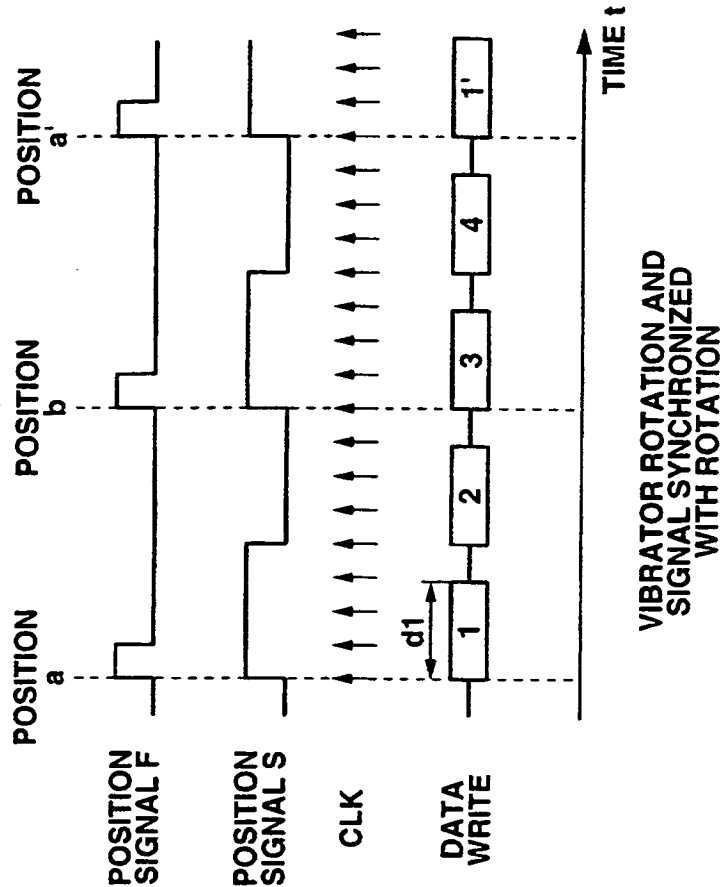 POSITION
a
POSITION
b
POSITION
a'
POSITION
SIGNAL F
POSITION
SIGNAL S
CLK
d1
DATA
WRITE
1
2
3
4
1'
TIME t
VIBRATOR ROTATION AND
SIGNAL SYNCHRONIZED
WITH ROTATION